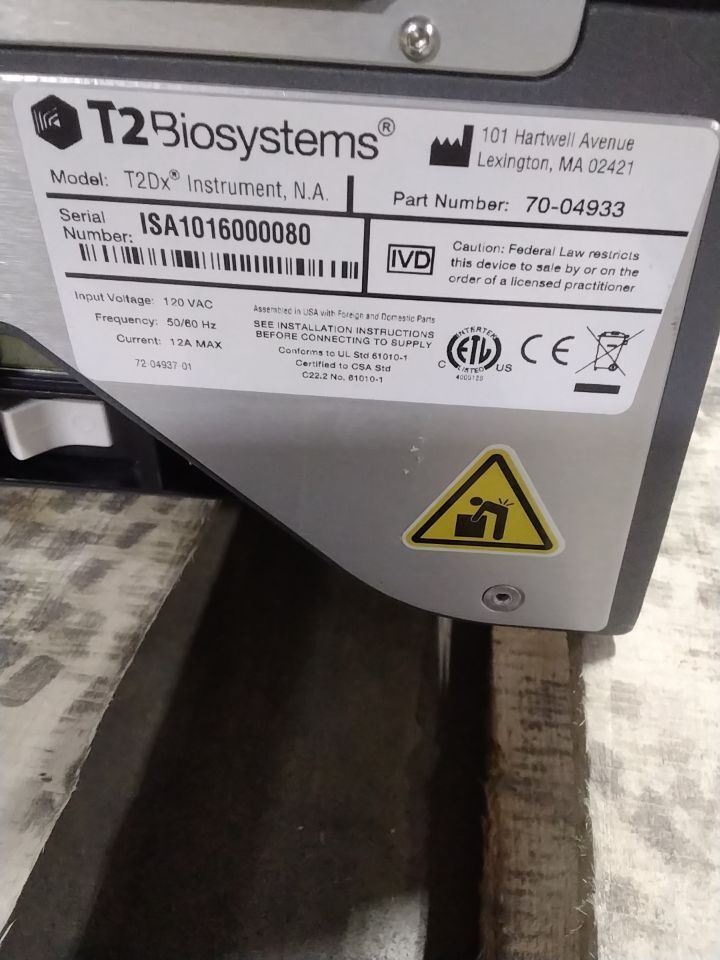 T2Biosystems®
101 Hartwell Avenue
Lexington, MA 02421
Model: T2Dx® Instrument, N.A.
Part Number: 70-04933
Serial
Number: ISA1016000080
IVD
Caution: Federal Law restricts
this device to sale by or on the
order of a licensed practitioner
Input Voltage: 120 VAC
Frequency: 50/60 Hz
Current: 12A MAX
72-04937 01
Assembled in USA with Foreign and Domestic Parts
SEE INSTALLATION INSTRUCTIONS
BEFORE CONNECTING TO SUPPLY
Conforms to UL Std 61010-1
Certified to CSA Std
C22.2 No. 61010-1
INTERTEK
ETL
LISTED
C US
CE